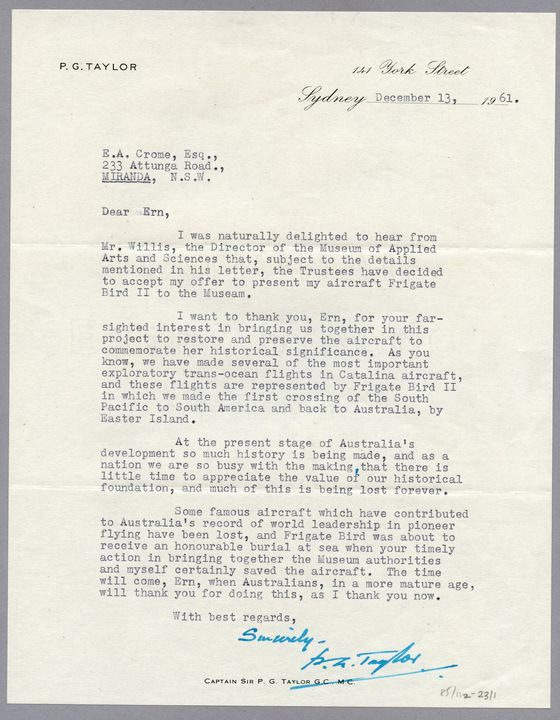 P. G. TAYLOR
141 York Street
Sydney December 13, 1961.
E.A. Crome, Esq.,
233 Attunga Road.,
MIRANDA, N.S.W.
Dear Ern,
I was naturally delighted to hear from
Mr. Willis, the Director of the Museum of Applied
Arts and Sciences that, subject to the details
mentioned in his letter, the Trustees have decided
to accept my offer to present my aircraft Frigate
Bird II to the Museam.
I want to thank you, Ern, for your far-
sighted interest in bringing us together in this
project to restore and preserve the aircraft to
commemorate her historical significance. As you
know, we have made several of the most important
exploratory trans-ocean flights in Catalina aircraft,
and these flights are represented by Frigate Bird II
in which we made the first crossing of the South
Pacific to South America and back to Australia, by
Easter Island.
At the present stage of Australia's
development so much history is being made, and as a
nation we are so busy with the making, that there is
little time to appreciate the value of our historical
foundation, and much of this is being lost forever.
Some famous aircraft which have contributed
to Australia's record of world leadership in pioneer
flying have been lost, and Frigate Bird was about to
receive an honourable burial at sea when your timely
action in bringing together the Museum authorities
and myself certainly saved the aircraft. The time
will come, Ern, when Australians, in a more mature age,
will thank you for doing this, as I thank you now.
With best regards,
Sincerely -
P. G. Taylor.
CAPTAIN SIR P. G. TAYLOR G.C., M.C.
85/112-23/1